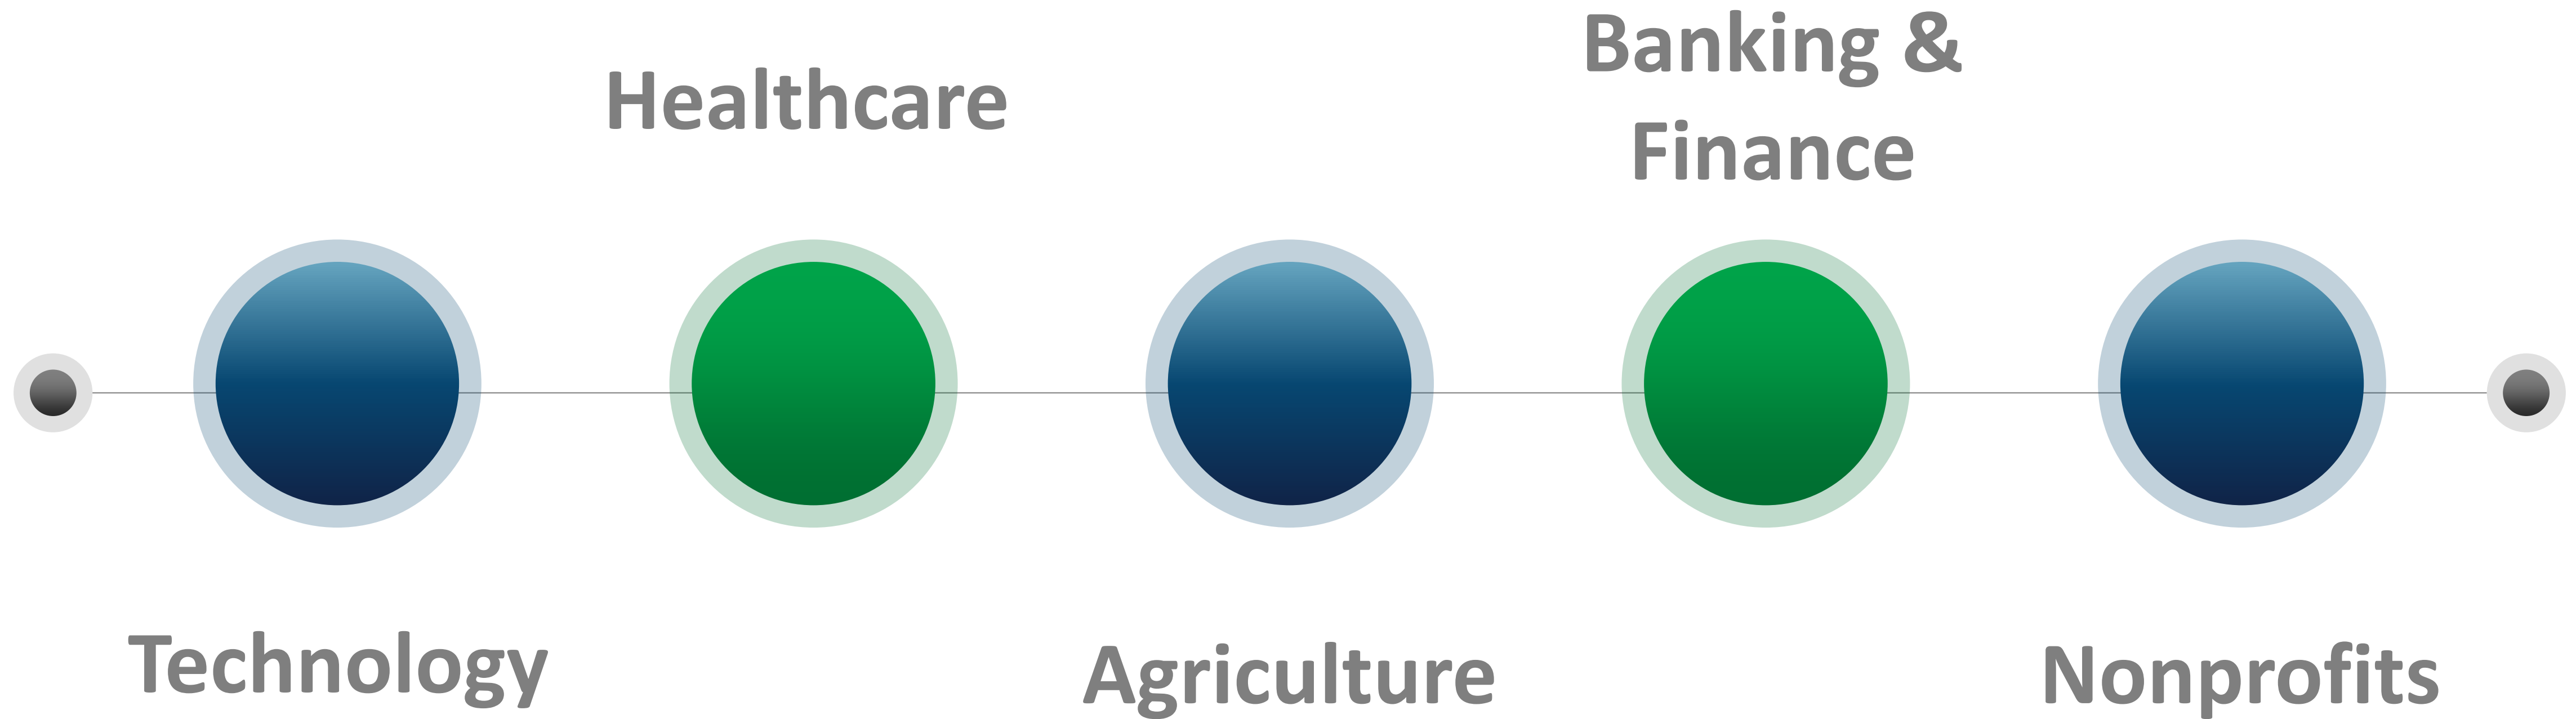 Technology
Healthcare
Agriculture
Banking &
Finance
Nonprofits